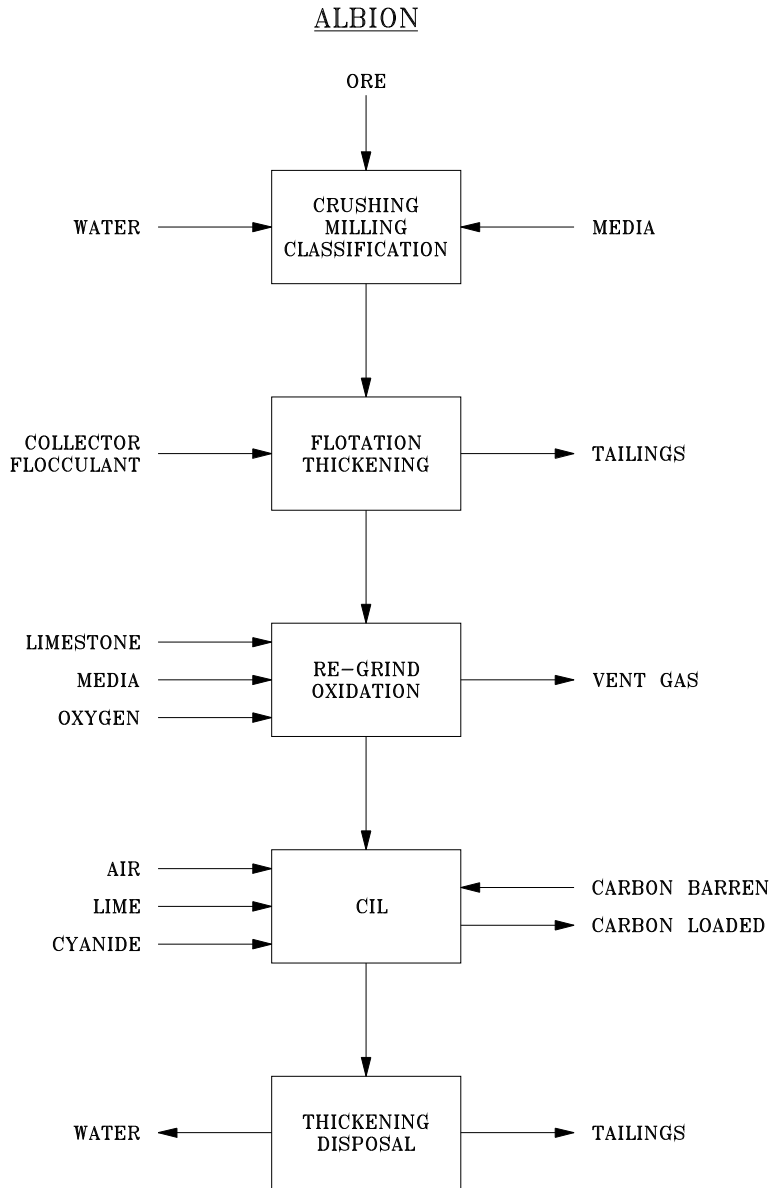 ALBION
ORE
CRUSHING
MILLING
CLASSIFICATION
WATER
MEDIA
COLLECTOR
FLOCCULANT
FLOTATION
THICKENING
TAILINGS
LIMESTONE
MEDIA
OXYGEN
RE-GRIND
OXIDATION
VENT GAS
AIR
LIME
CYANIDE
CIL
CARBON BARREN
CARBON LOADED
WATER
THICKENING
DISPOSAL
TAILINGS